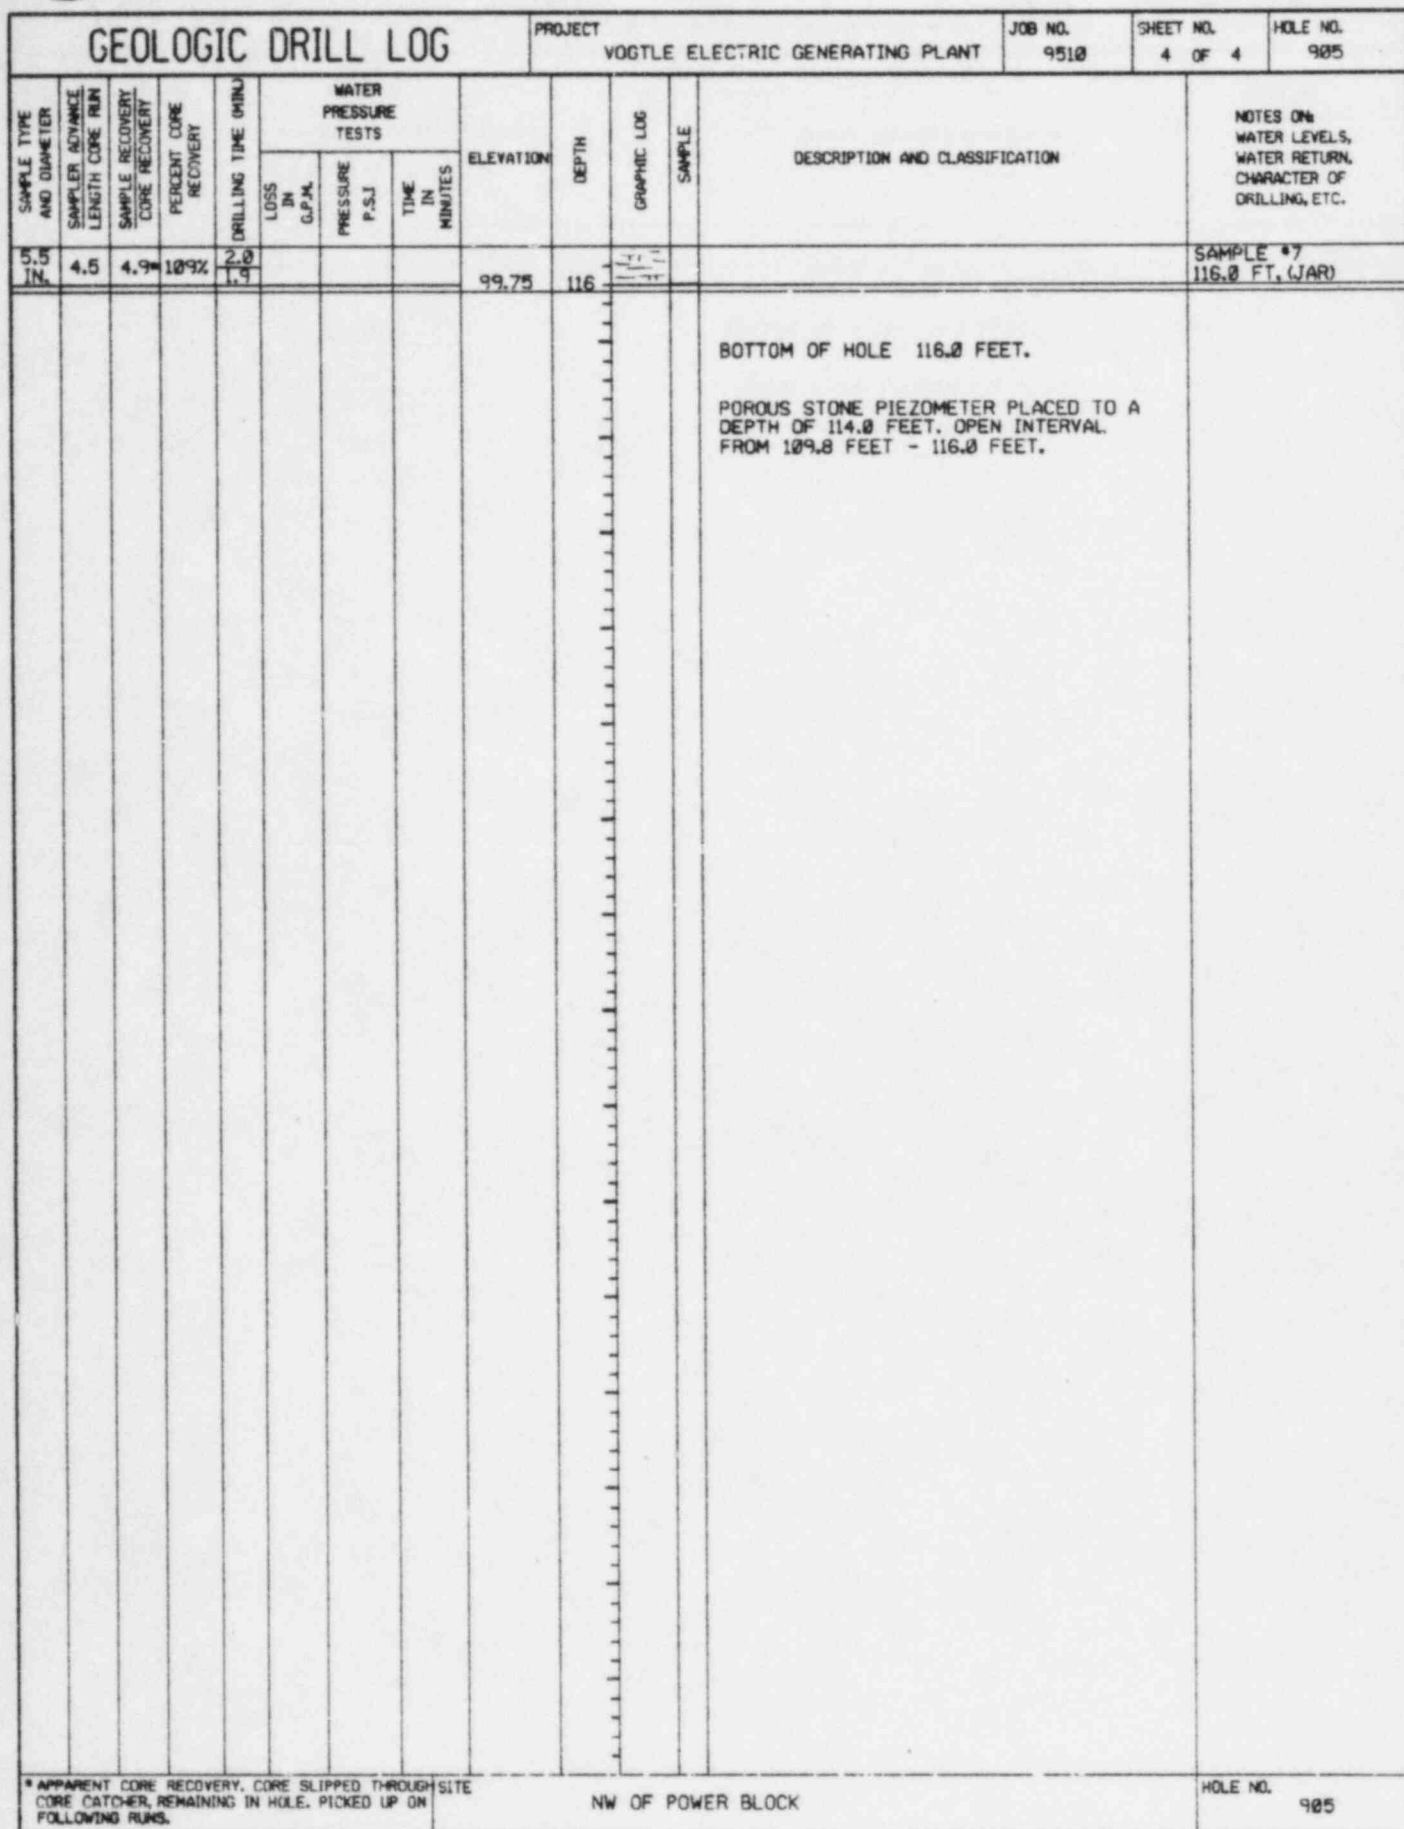 GEOLOGIC DRILL LOG
PROJECT
VOGTLE ELECTRIC GENERATING PLANT
JOB NO.
9510
SHEET NO.
4 OF 4
HOLE NO.
905
SAMPLE TYPE
AND DIAMETER
SAMPLER ADVANCE
LENGTH CORE RUN
SAMPLE RECOVERY
CORE RECOVERY
PERCENT CORE
RECOVERY
DRILLING TIME (MIN.)
WATER
PRESSURE
TESTS
LOSS
IN
G.P.M.
PRESSURE
P.S.I
TIME
IN
MINUTES
ELEVATION
DEPTH
GRAPHIC LOG
SAMPLE
DESCRIPTION AND CLASSIFICATION
NOTES ON:
WATER LEVELS,
WATER RETURN,
CHARACTER OF
DRILLING, ETC.
5.5
IN.
4.5
4.9*
109%
2.0
1.9
99.75
116
SAMPLE #7
116.0 FT. (JAR)
BOTTOM OF HOLE 116.0 FEET.
POROUS STONE PIEZOMETER PLACED TO A
DEPTH OF 114.0 FEET. OPEN INTERVAL
FROM 109.8 FEET - 116.0 FEET.
* APPARENT CORE RECOVERY. CORE SLIPPED THROUGH
CORE CATCHER, REMAINING IN HOLE. PICKED UP ON
FOLLOWING RUNS.
SITE
NW OF POWER BLOCK
HOLE NO.
905